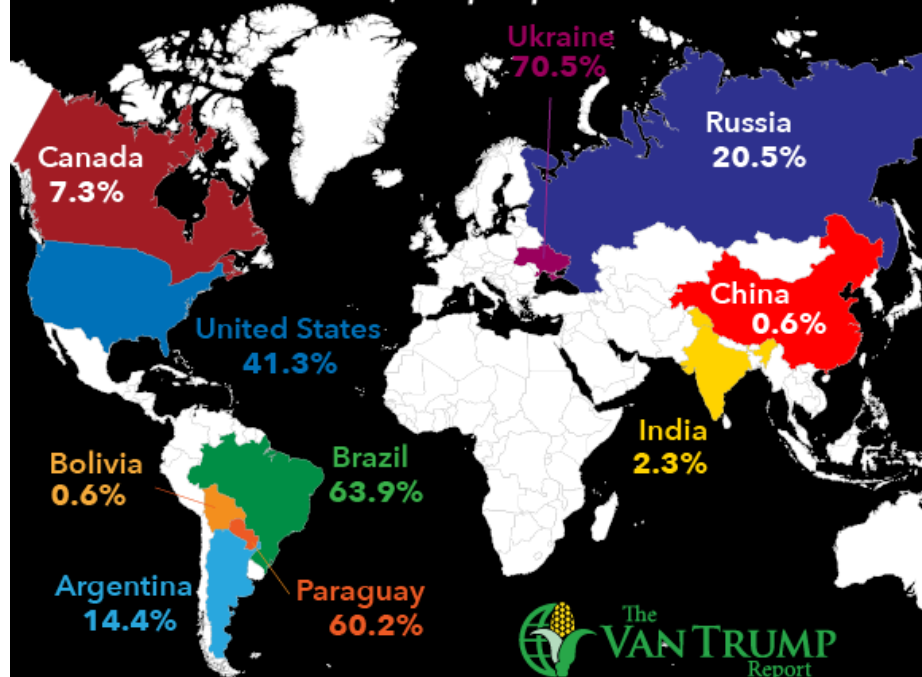 Ukraine
70.5%
Russia
20.5%
Canada
7.3%
China
0.6%
United States
41.3%
India
2.3%
Bolivia
0.6%
Brazil
63.9%
Argentina
14.4%
Paraguay
60.2%
The
VAN TRUMP
Report